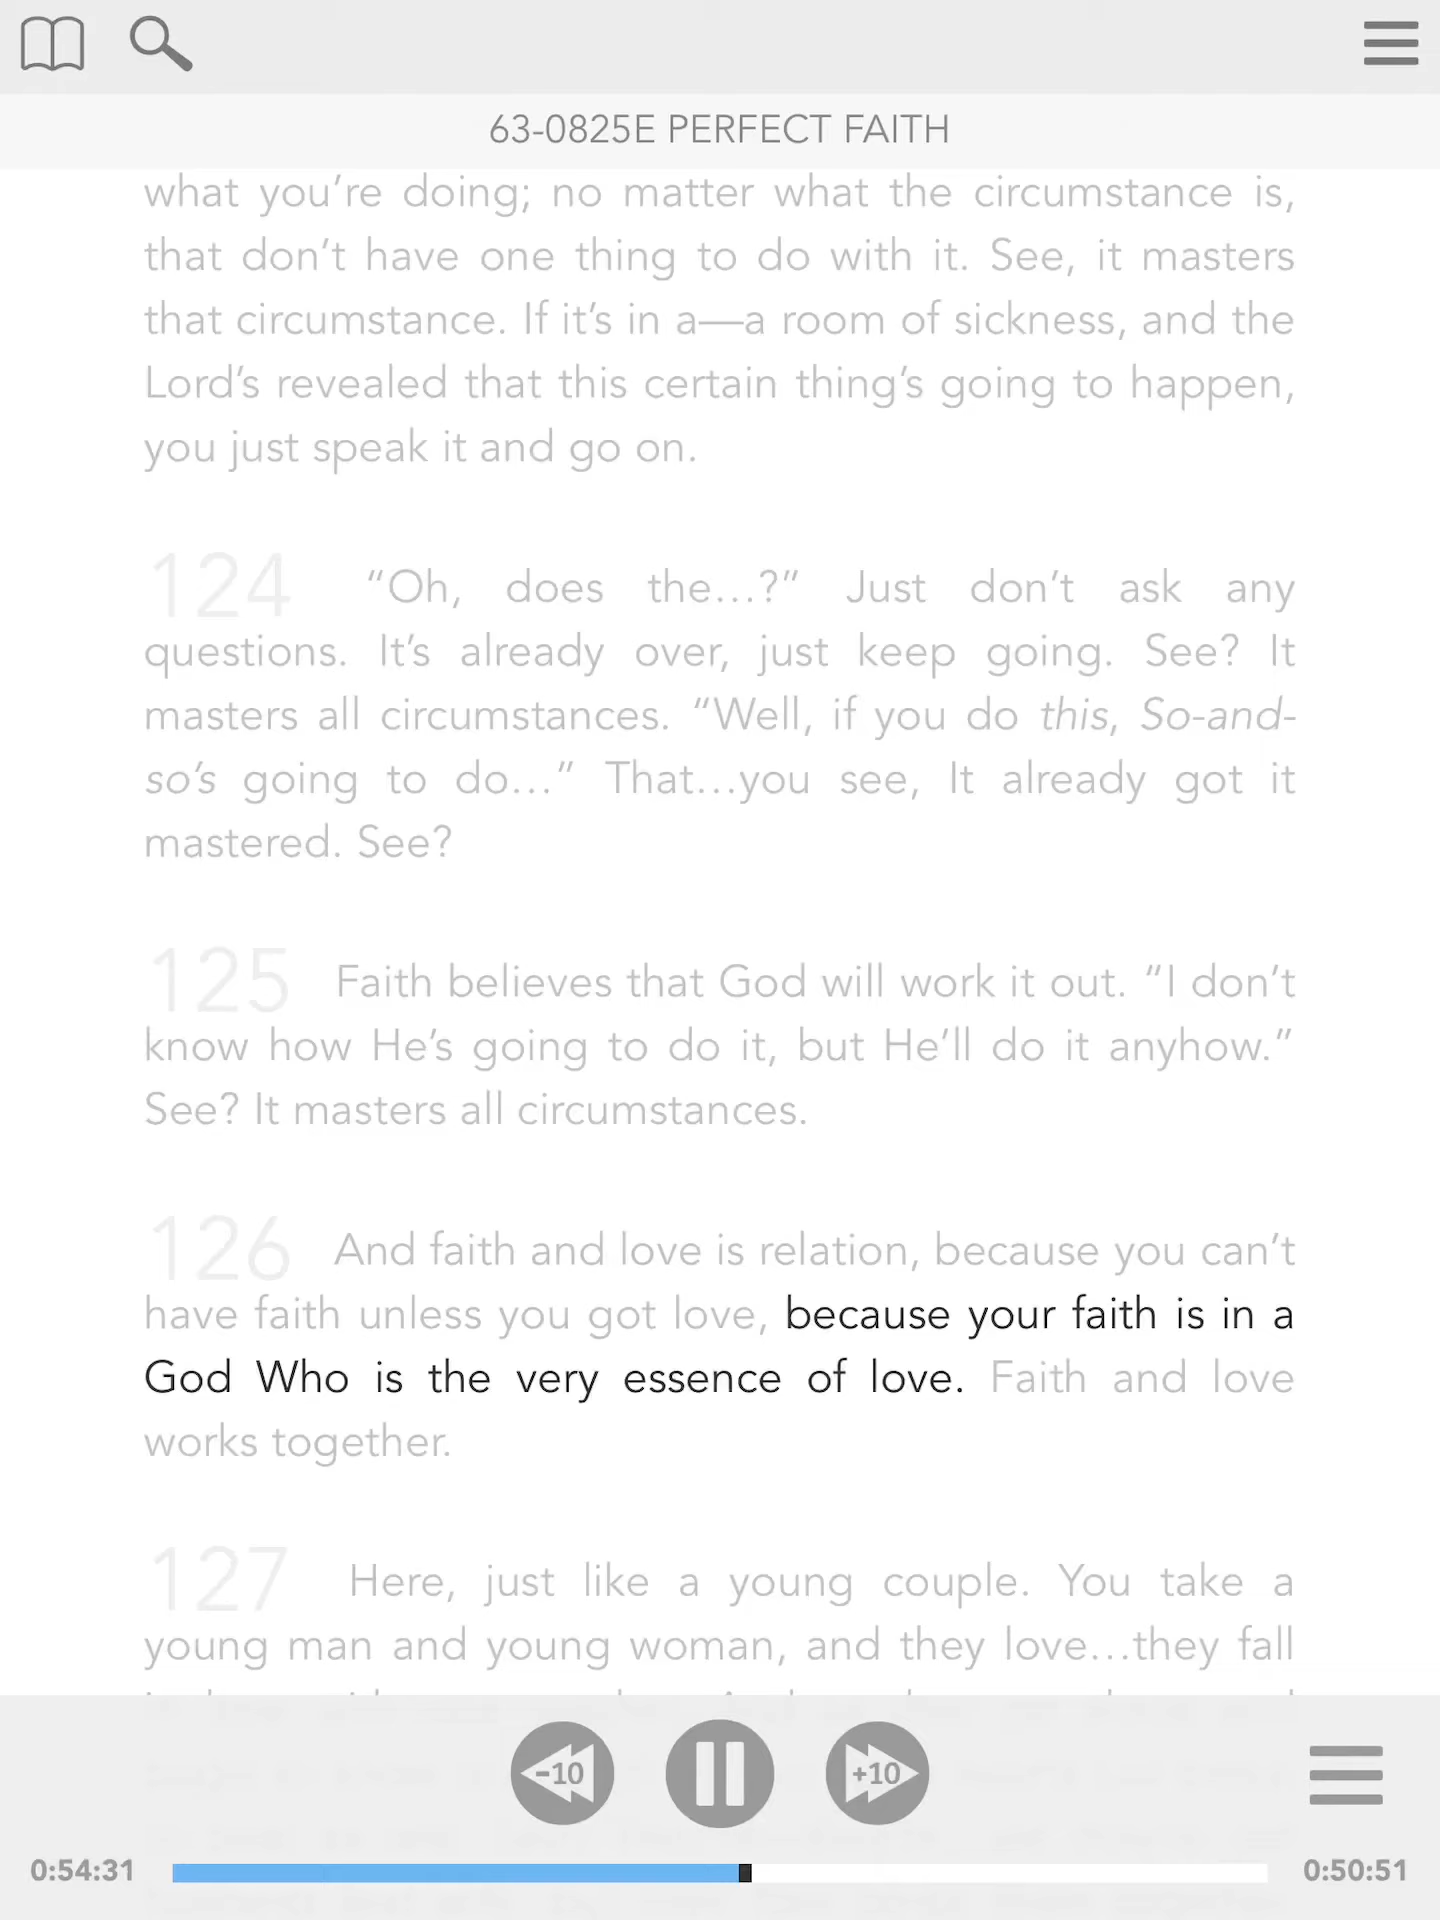 63-0825E PERFECT FAITH
what you’re doing; no matter what the circumstance is,
that don’t have one thing to do with it. See, it masters
that circumstance. If it’s in a—a room of sickness, and the
Lord’s revealed that this certain thing’s going to happen,
you just speak it and go on.
124 “Oh, does the…?” Just don’t ask any
questions. It’s already over, just keep going. See? It
masters all circumstances. “Well, if you do this, So-and-
so’s going to do…” That…you see, It already got it
mastered. See?
125 Faith believes that God will work it out. “I don’t
know how He’s going to do it, but He’ll do it anyhow.”
See? It masters all circumstances.
126 And faith and love is relation, because you can’t
have faith unless you got love, because your faith is in a
God Who is the very essence of love. Faith and love
works together.
127 Here, just like a young couple. You take a
young man and young woman, and they love…they fall
-10 +10
0:54:31 0:50:51